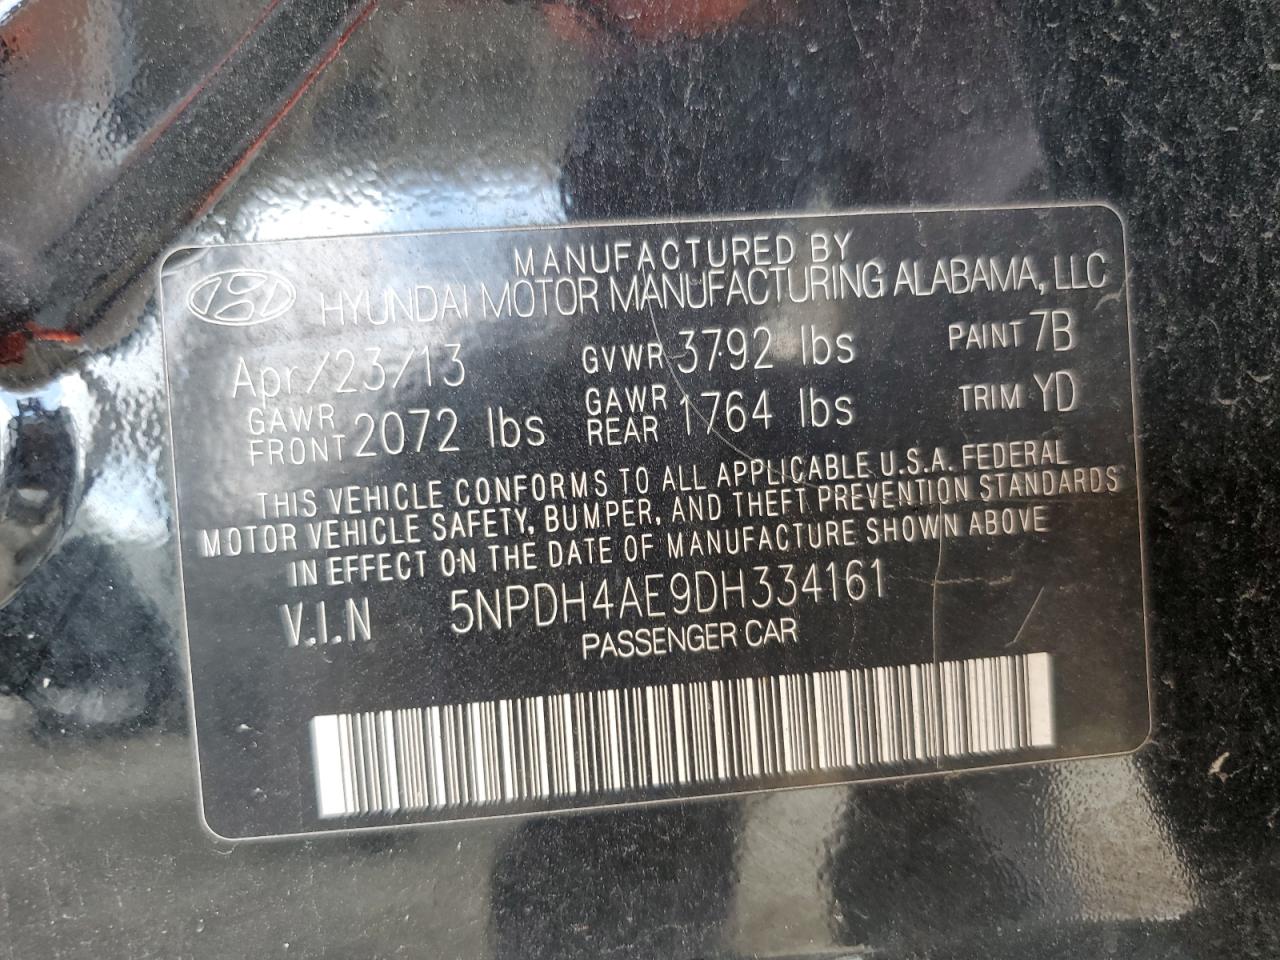 MANUFACTURED BY
HYUNDAI MOTOR MANUFACTURING ALABAMA, LLC
Apr/23/13 GVWR 3792 lbs PAINT 7B
GAWR FRONT 2072 lbs GAWR REAR 1764 lbs TRIM YD
THIS VEHICLE CONFORMS TO ALL APPLICABLE U.S.A. FEDERAL
MOTOR VEHICLE SAFETY, BUMPER, AND THEFT PREVENTION STANDARDS
IN EFFECT ON THE DATE OF MANUFACTURE SHOWN ABOVE
V.I.N 5NPDH4AE9DH334161
PASSENGER CAR